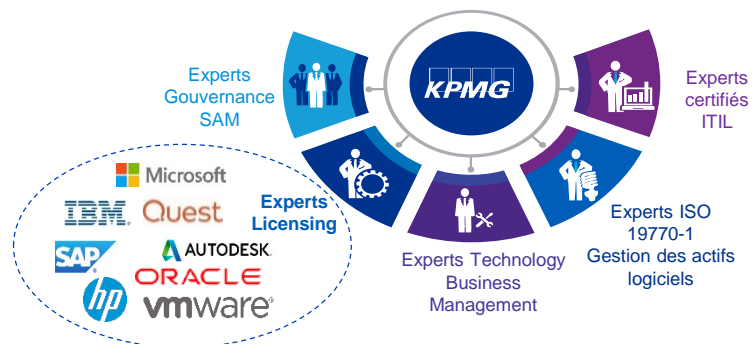 KPMG
Experts
Gouvernance
SAM
Experts
certifiés
ITIL
Microsoft
IBM
Quest
Experts
Licensing
SAP
AUTODESK
ORACLE
hp
vmware
Experts Technology
Business
Management
Experts ISO
19770-1
Gestion des actifs
logiciels